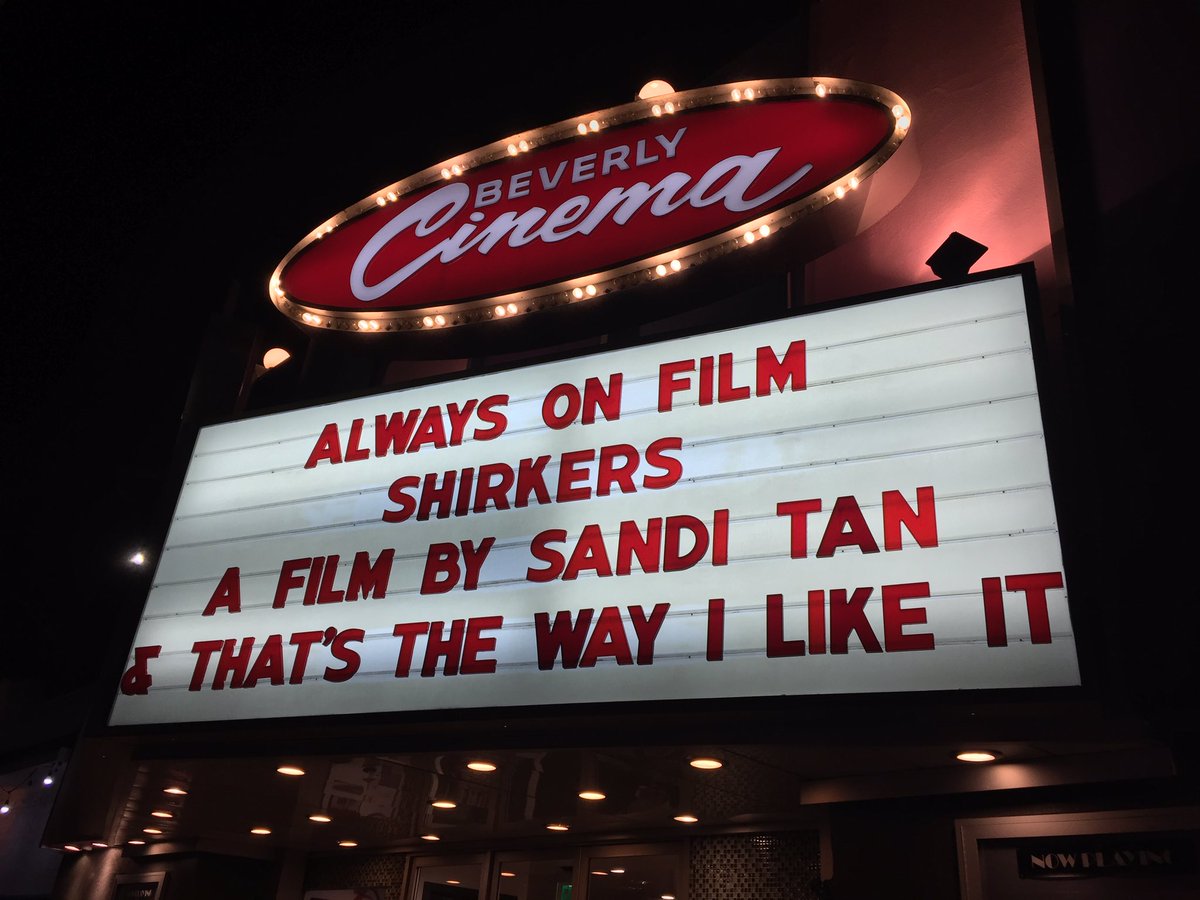 BEVERLY
Cinema
ALWAYS ON FILM
SHIRKERS
A FILM BY SANDI TAN
& THAT'S THE WAY I LIKE IT
NOW PLAYING